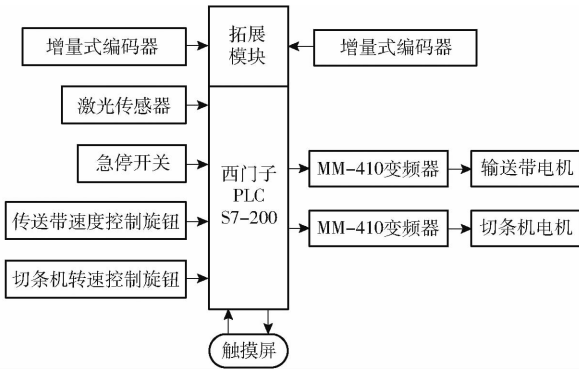 增量式编码器
拓展
模块
增量式编码器
激光传感器
急停开关
西门子
PLC
S7-200
MM-410变频器
输送带电机
传送带速度控制旋钮
MM-410变频器
切条机电机
切条机转速控制旋钮
触摸屏